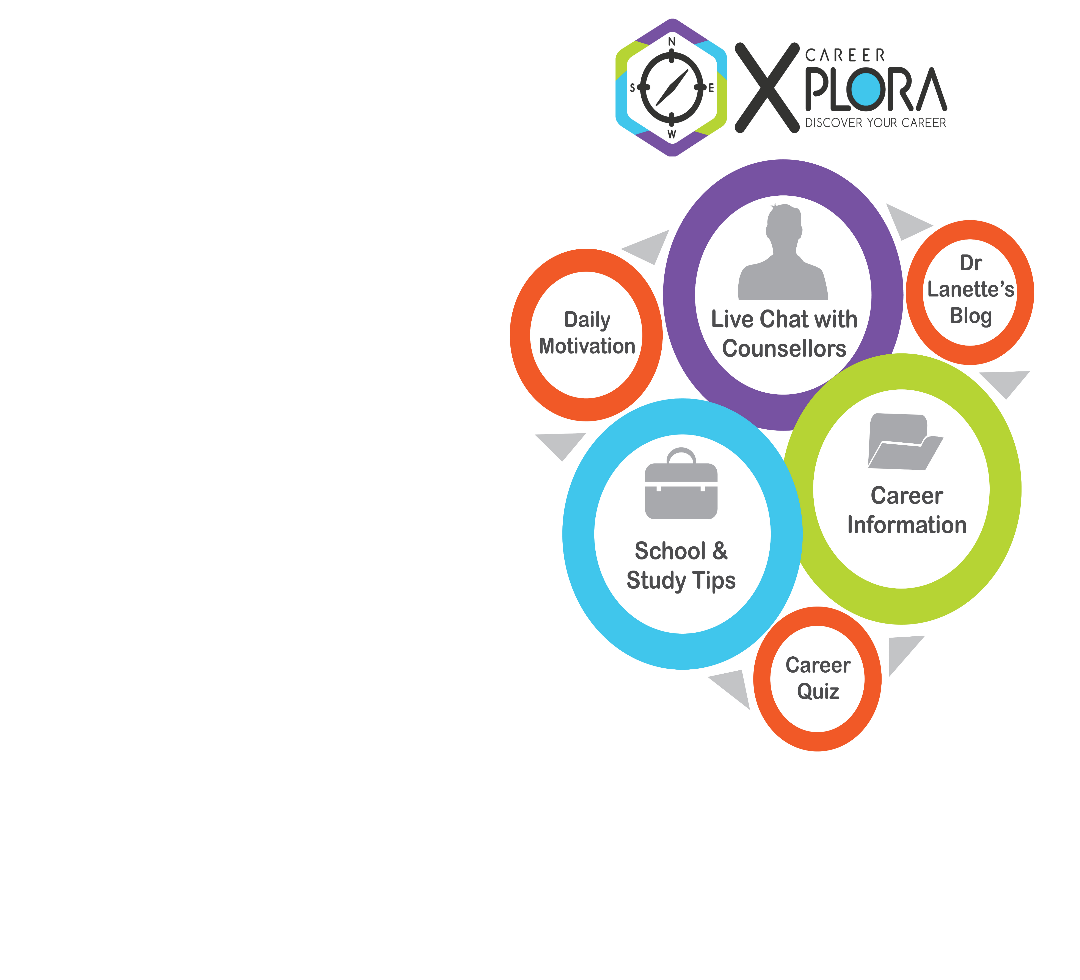 N
S E
W
CAREER
XPLORA
DISCOVER YOUR CAREER
Live Chat with
Counsellors
Daily
Motivation
Dr
Lanette's
Blog
School &
Study Tips
Career
Information
Career
Quiz